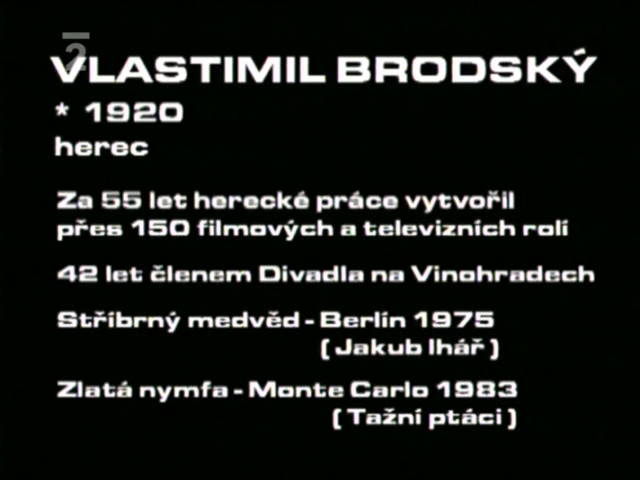 2
VLASTIMIL BRODSKÝ
* 1920
herec
Za 55 let herecké práce vytvořil
přes 150 filmových a televizních rolí
42 let členem Divadla na Vinohradech
Stříbrný medvěd - Berlín 1975
( Jakub lhář )
Zlatá nymfa - Monte Carlo 1983
( Tažní ptáci )